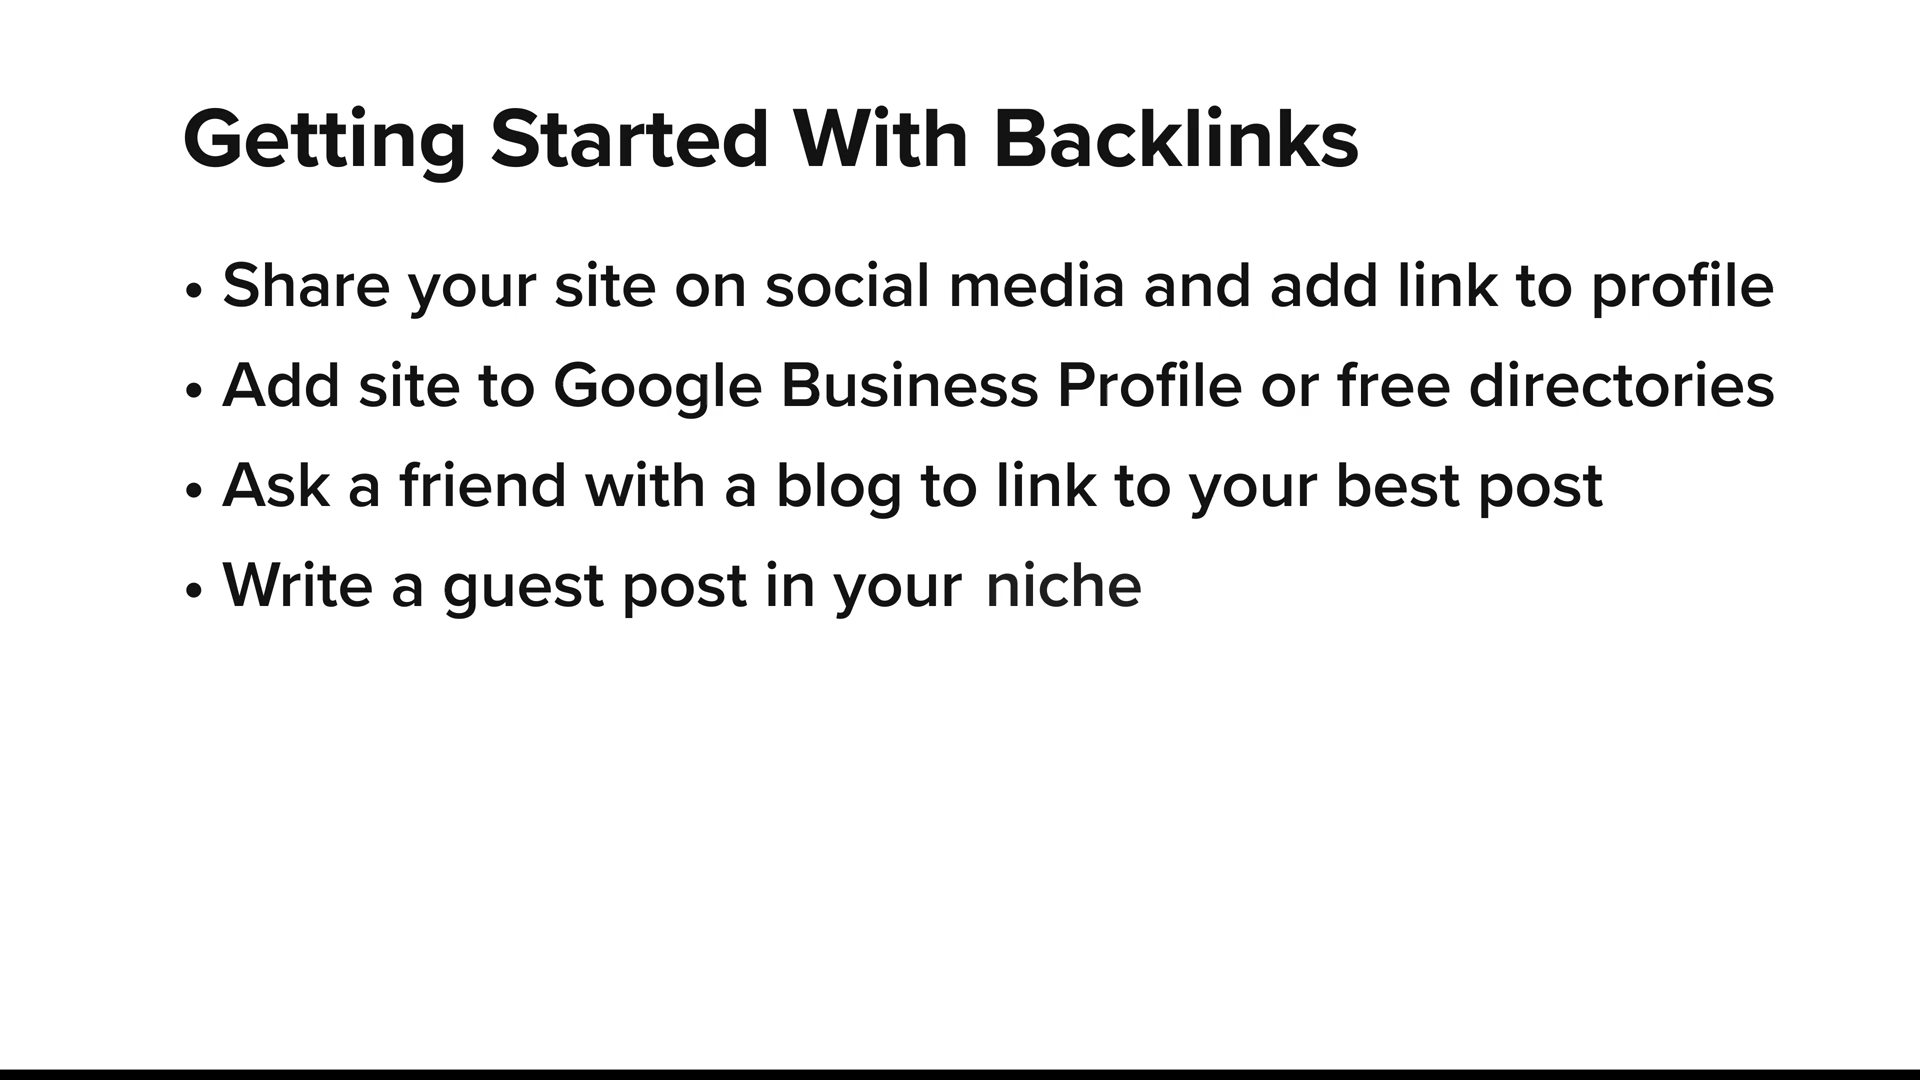 Getting Started With Backlinks
• Share your site on social media and add link to profile
• Add site to Google Business Profile or free directories
• Ask a friend with a blog to link to your best post
• Write a guest post in your niche